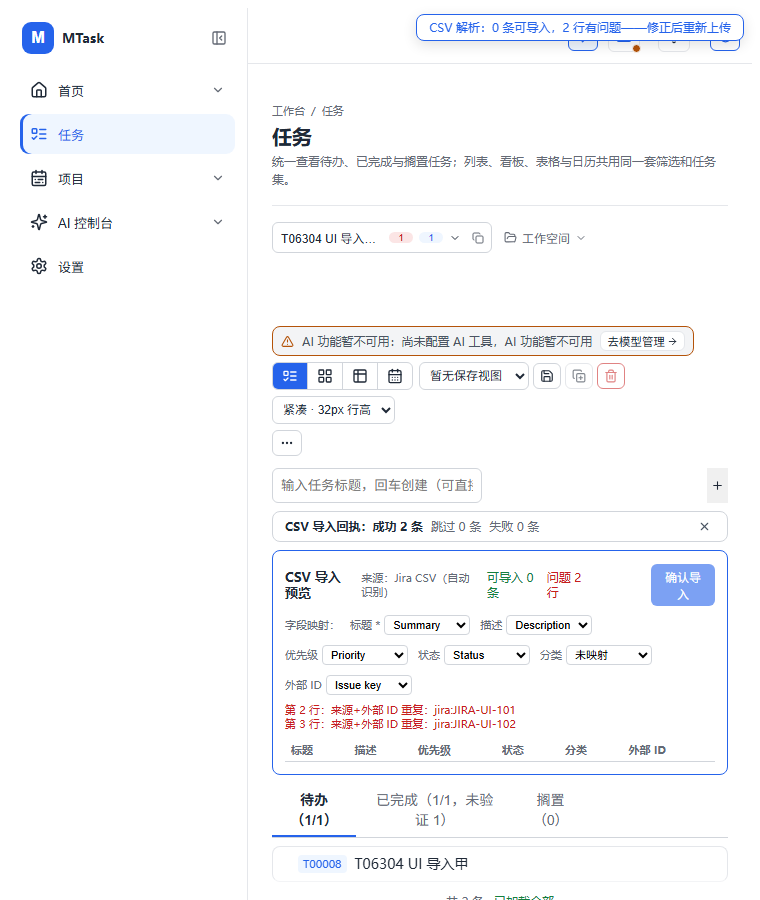 M MTask
CSV 解析：0 条可导入，2 行有问题——修正后重新上传
首页
任务
项目
AI 控制台
设置
工作台 / 任务
任务
统一查看待办、已完成与搁置任务；列表、看板、表格与日历共用同一套筛选和任务
集。
T06304 UI 导入... 1 1 工作空间
AI 功能暂不可用：尚未配置 AI 工具，AI 功能暂不可用 去模型管理 →
暂无保存视图
紧凑 · 32px 行高
...
输入任务标题，回车创建（可直接
+
CSV 导入回执：成功 2 条 跳过 0 条 失败 0 条 ×
CSV 导入
预览
来源：Jira CSV（自动
识别）
可导入 0
条
问题 2
行
确认导
入
字段映射： 标题 * Summary 描述 Description
优先级 Priority 状态 Status 分类 未映射
外部 ID Issue key
第 2 行：来源+外部 ID 重复：jira:JIRA-UI-101
第 3 行：来源+外部 ID 重复：jira:JIRA-UI-102
标题 描述 优先级 状态 分类 外部 ID
待办
（1/1）
已完成（1/1，未验
证 1）
搁置
（0）
T00008 T06304 UI 导入甲
共 2 条 已加载全部